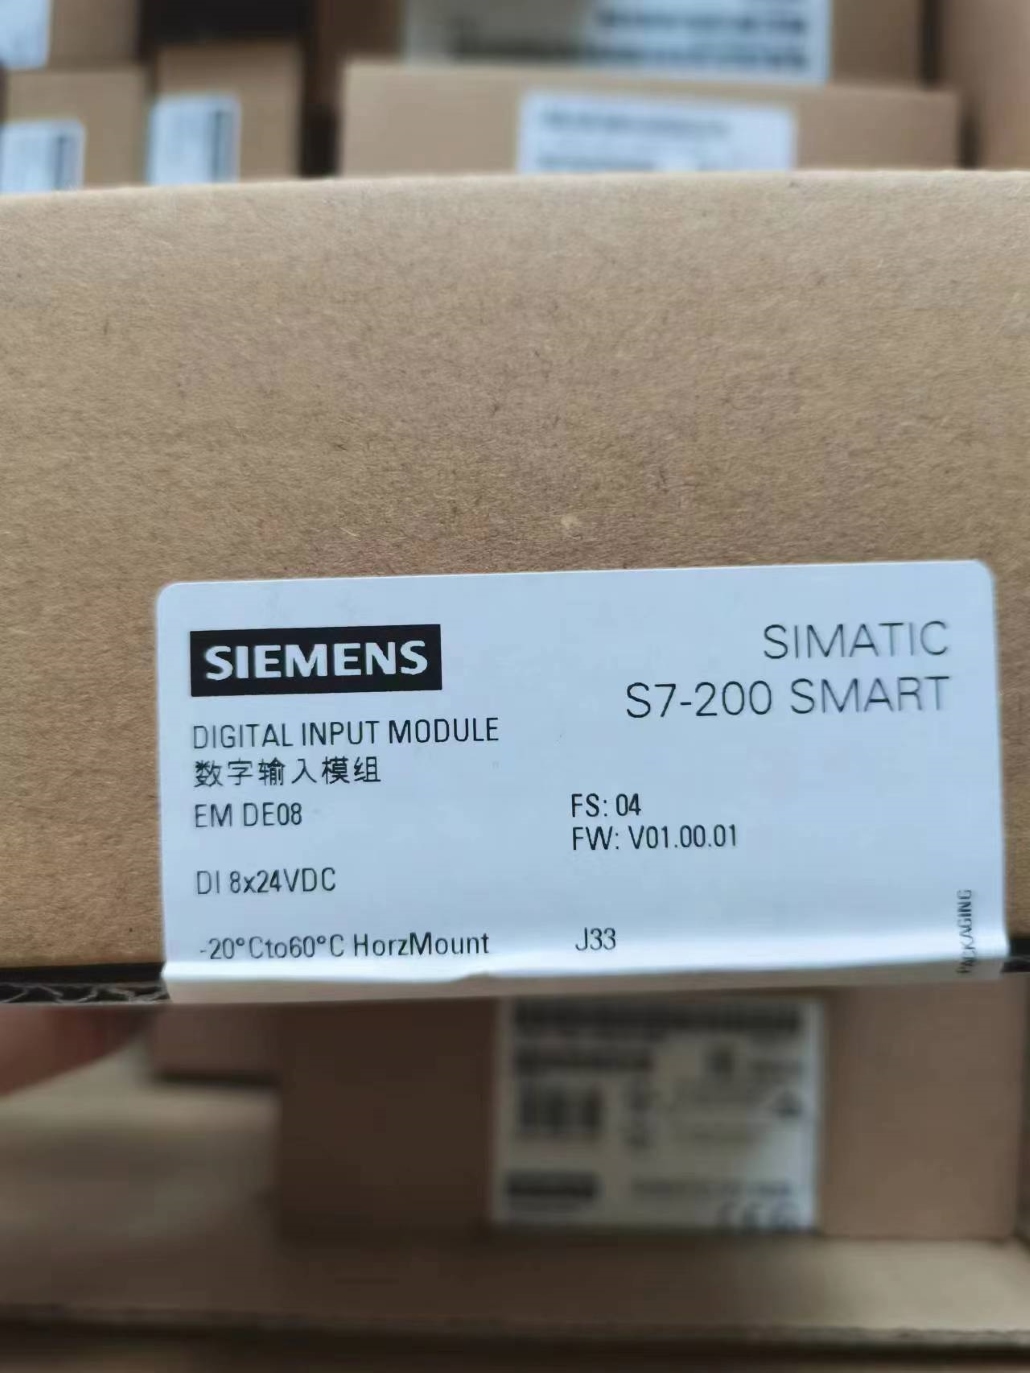 SIEMENS
SIMATIC
S7-200 SMART
DIGITAL INPUT MODULE
数字输入模组
EM DE08
FS: 04
FW: V01.00.01
DI 8x24VDC
-20°Cto60°C HorzMount
J33
PACKAGING